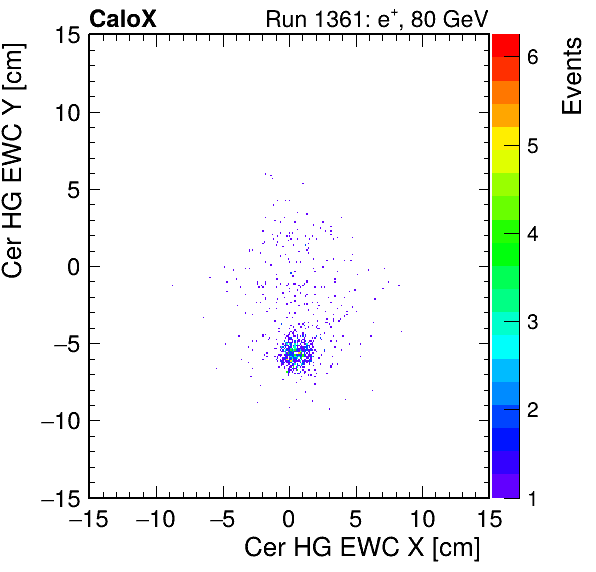 CaloX Run 1361: e+, 80 GeV
15
10
5
0
−5
−10
−15
−15 −10 −5 0 5 10 15
Cer HG EWC X [cm]
Cer HG EWC Y [cm]
6
5
4
3
2
1
Events